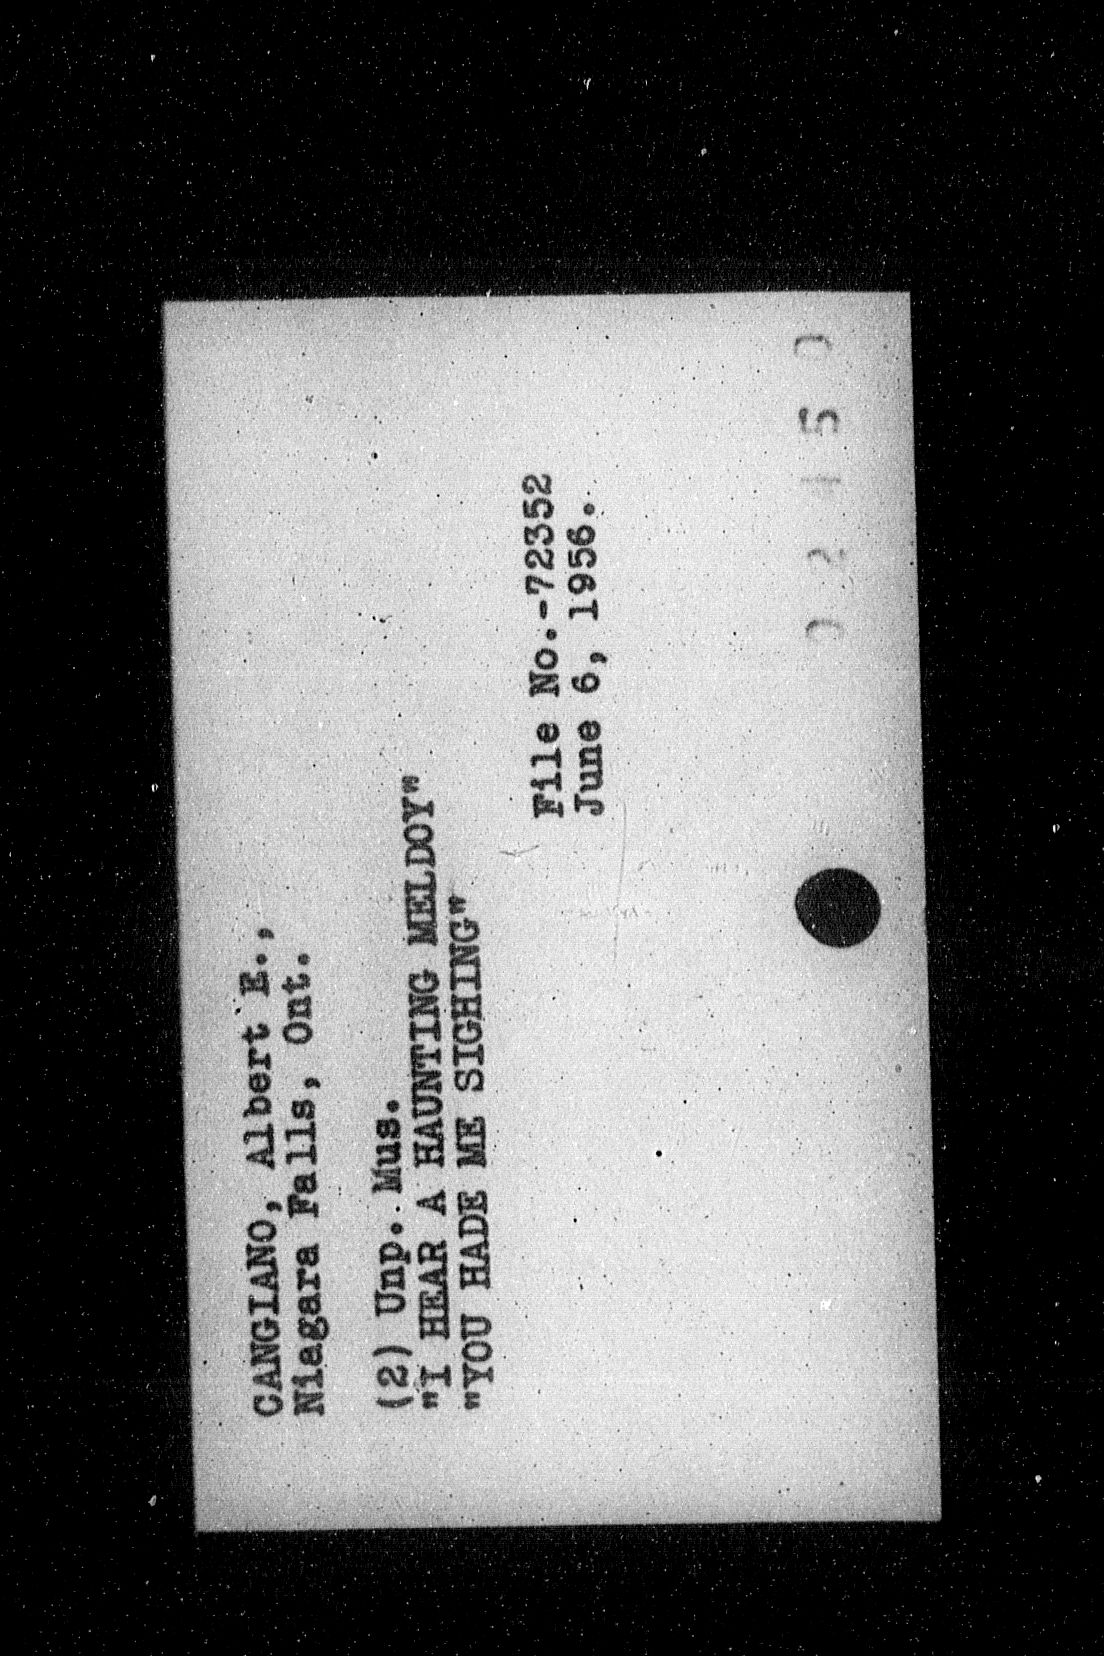 CANGIANO, Albert E.,
Niagara Falls, Ont.
(2) Unp. Mus.
"I HEAR A HAUNTING MELDOY"
"YOU HADE ME SIGHING"
File No.-72352
June 6, 1956.